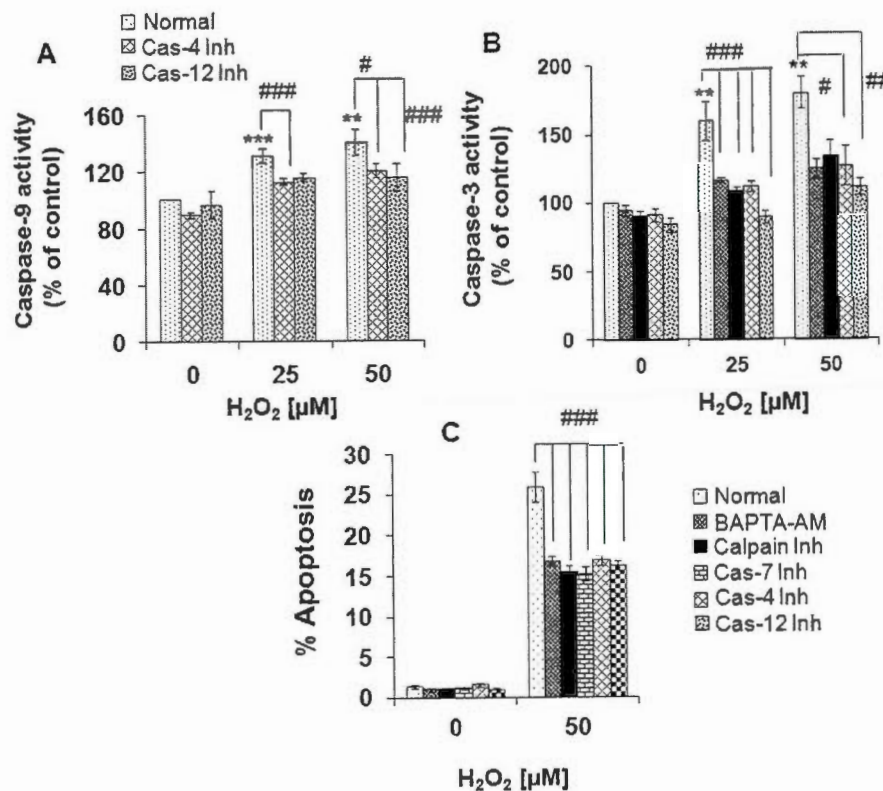 A
Normal
Cas-4 Inh
Cas-12 Inh
###
#
**
***
###
160
120
80
40
0
Caspase-9 activity
(% of control)
0
25
50
H₂O₂ [µM]
B
###
**
**
#
##
200
150
100
50
0
Caspase-3 activity
(% of control)
0
25
50
H₂O₂ [µM]
C
###
30
25
20
15
10
5
0
% Apoptosis
0
50
H₂O₂ [µM]
Normal
BAPTA-AM
Calpain Inh
Cas-7 Inh
Cas-4 Inh
Cas-12 Inh